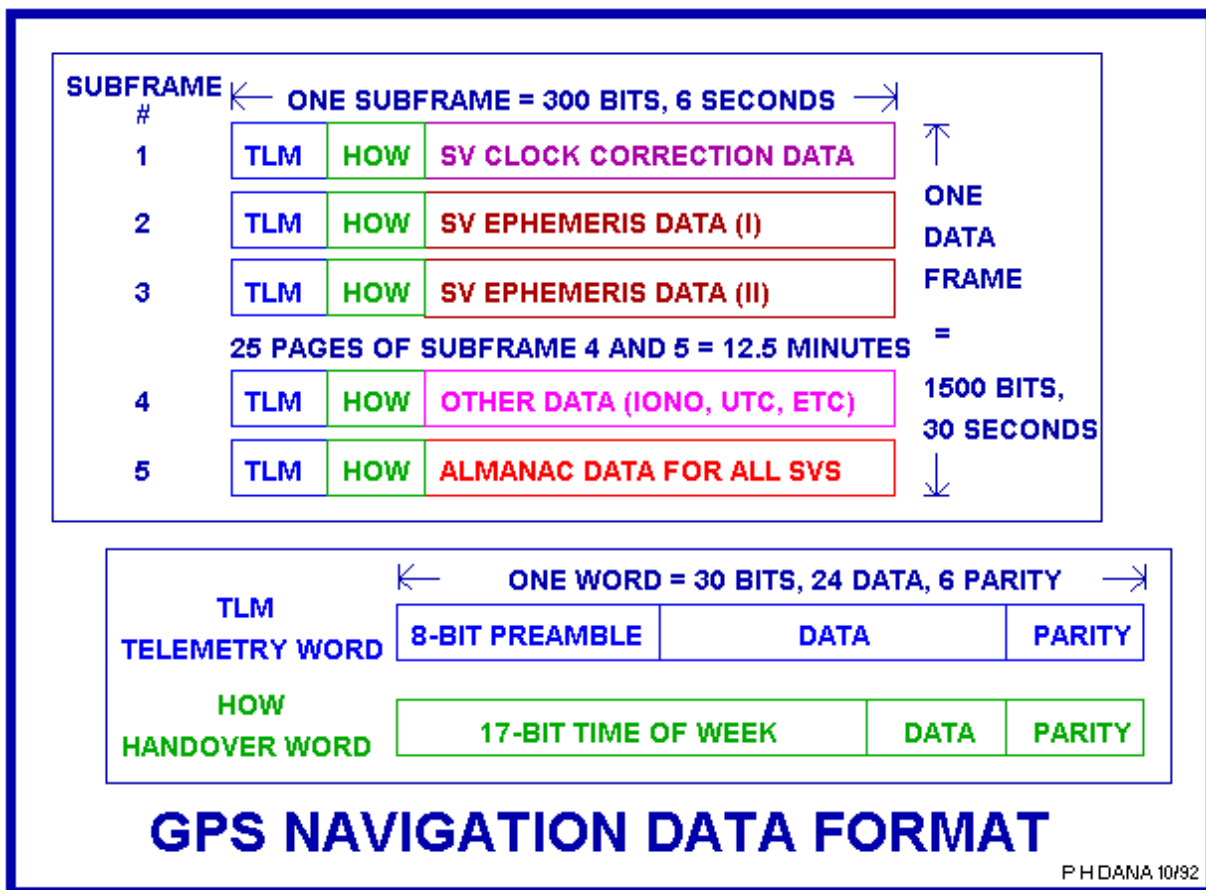 SUBFRAME
#
ONE SUBFRAME = 300 BITS, 6 SECONDS
1 TLM HOW SV CLOCK CORRECTION DATA
2 TLM HOW SV EPHEMERIS DATA (I)
3 TLM HOW SV EPHEMERIS DATA (II)
25 PAGES OF SUBFRAME 4 AND 5 = 12.5 MINUTES
4 TLM HOW OTHER DATA (IONO, UTC, ETC)
5 TLM HOW ALMANAC DATA FOR ALL SVS
ONE
DATA
FRAME
=
1500 BITS,
30 SECONDS
ONE WORD = 30 BITS, 24 DATA, 6 PARITY
TLM
TELEMETRY WORD
8-BIT PREAMBLE DATA PARITY
HOW
HANDOVER WORD
17-BIT TIME OF WEEK DATA PARITY
GPS NAVIGATION DATA FORMAT
P H DANA 10/92